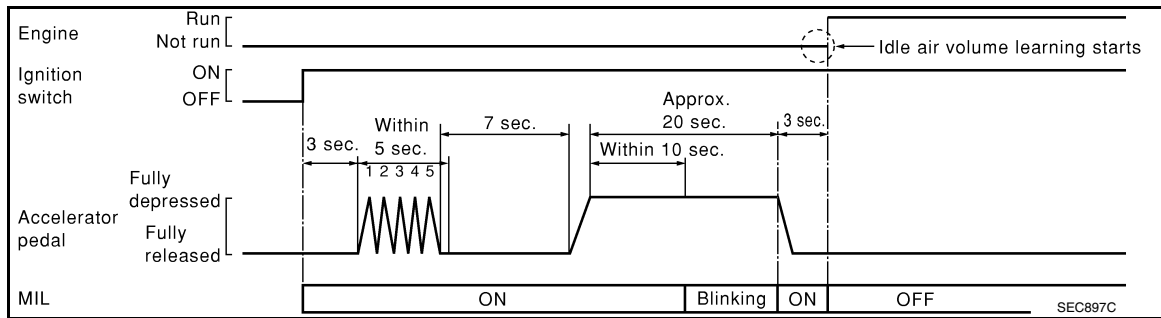 Engine
Run
Not run
Idle air volume learning starts
Ignition
switch
ON
OFF
Approx.
20 sec.
3 sec.
Within
5 sec.
7 sec.
3 sec.
Within 10 sec.
1 2 3 4 5
Accelerator
pedal
Fully
depressed
Fully
released
MIL
ON
Blinking
ON
OFF
SEC897C